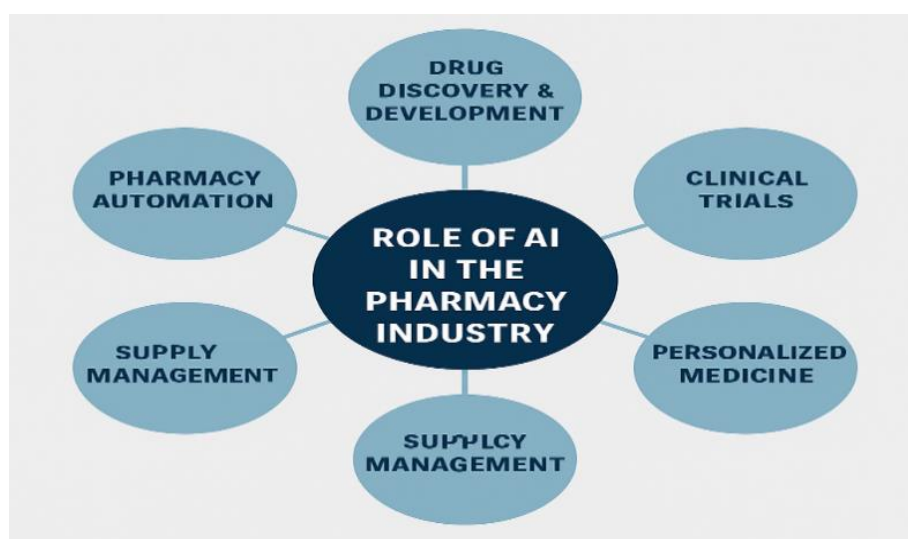 DRUG
DISCOVERY &
DEVELOPMENT
PHARMACY
AUTOMATION
CLINICAL
TRIALS
ROLE OF AI
IN THE
PHARMACY
INDUSTRY
SUPPLY
MANAGEMENT
PERSONALIZED
MEDICINE
MANAGEMENT